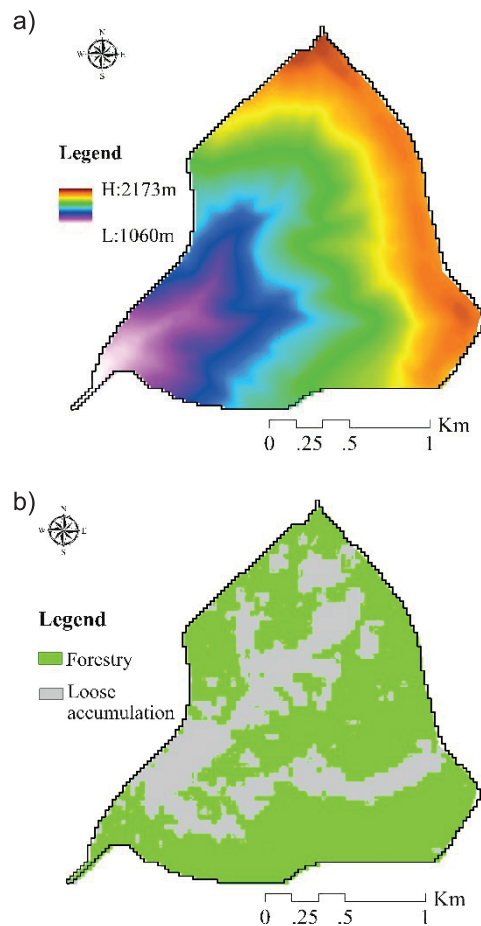 a)
N
W E
S
Legend
H:2173m
L:1060m
Km
0 .25 .5 1
b)
N
W E
S
Legend
Forestry
Loose
accumulation
Km
0 .25 .5 1